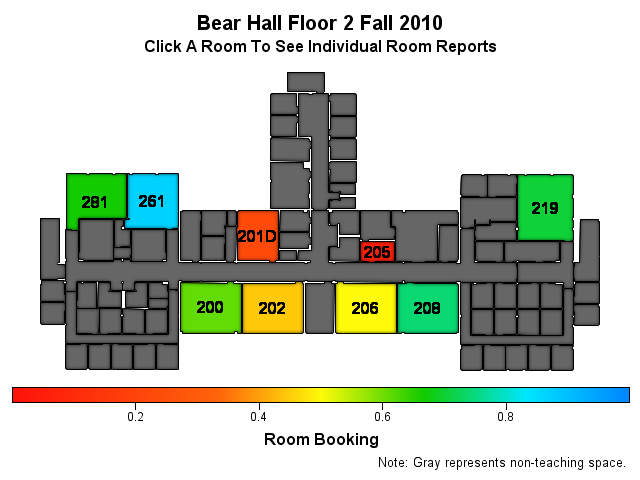 Bear Hall Floor 2 Fall 2010
Click A Room To See Individual Room Reports
281
261
219
201D
205
200
202
206
208
0.2
0.4
0.6
0.8
Room Booking
Note: Gray represents non-teaching space.